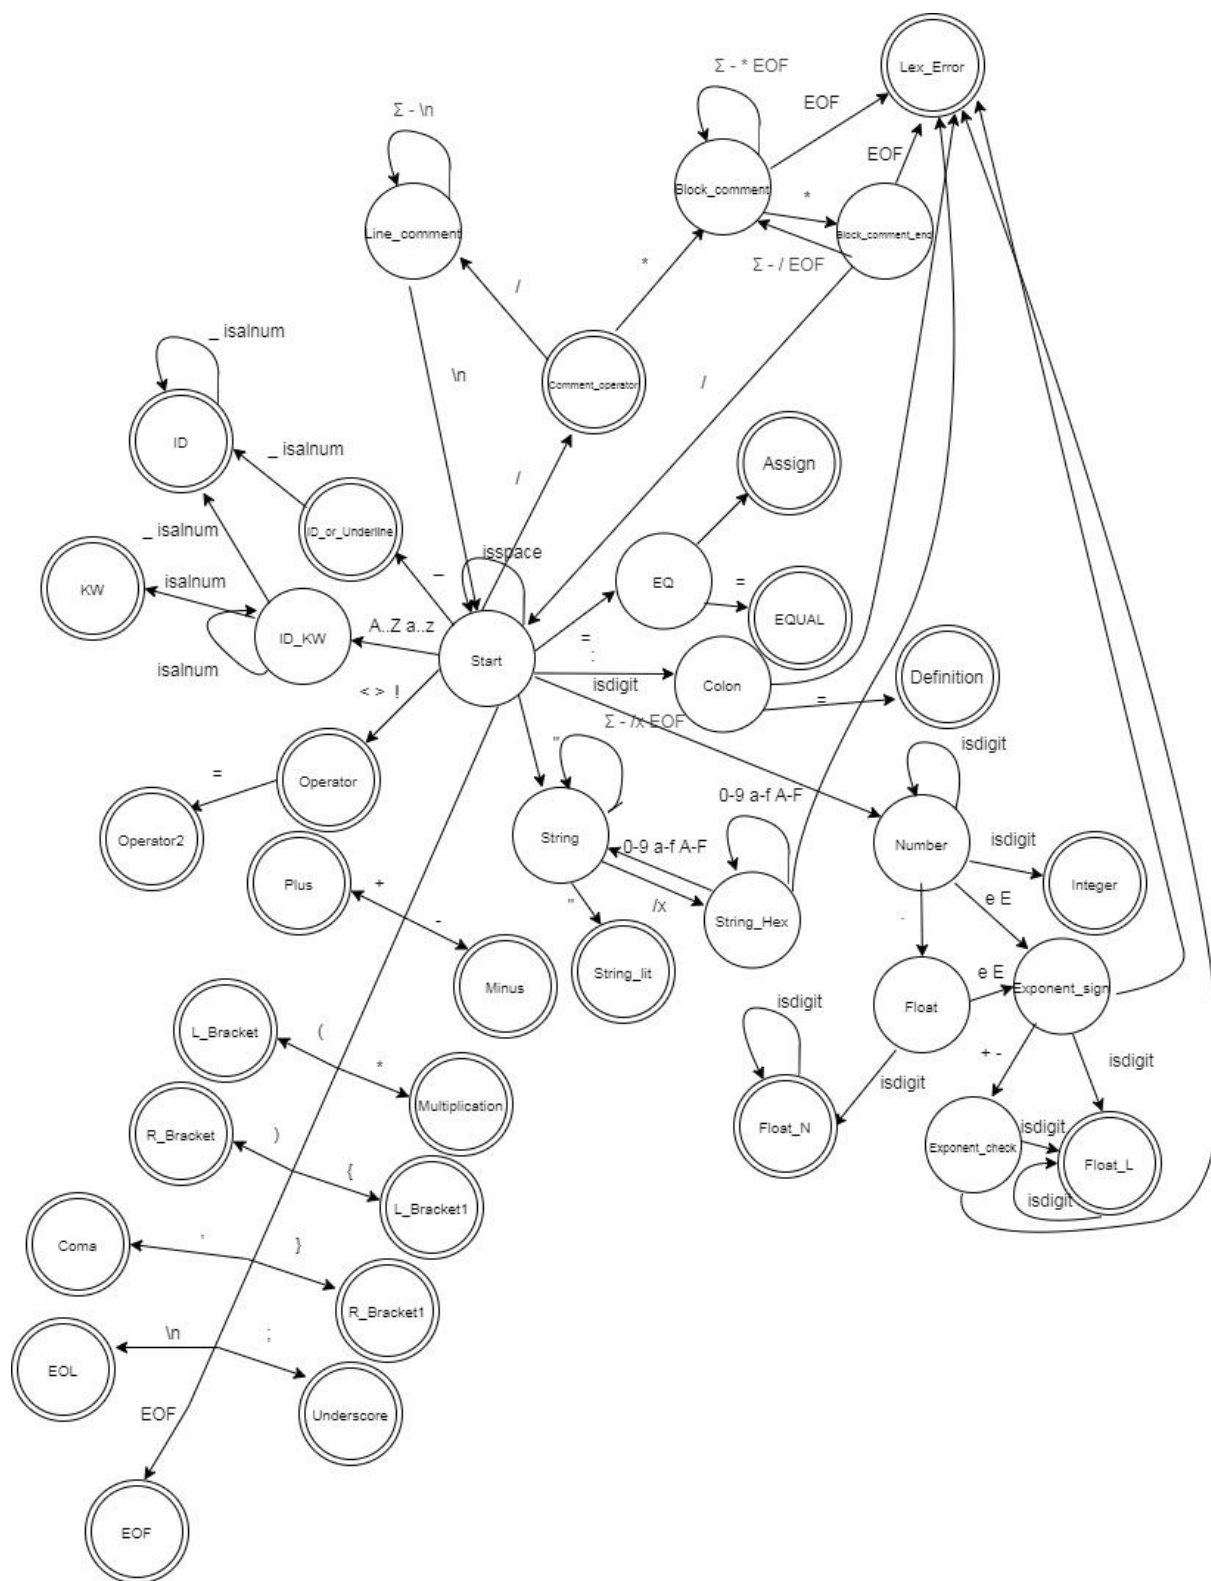 Lex_Error
Σ - * EOF
EOF
Σ - \n
EOF
Block_comment
*
Line_comment
Block_comment_end
Σ - / EOF
*
/
_ isalnum
\n
/
Comment_operator
ID
_ isalnum
Assign
/
ID_or_Underline
_ isalnum
isspace
KW
isalnum
_
EQ
=
EQUAL
A..Z a..z
ID_KW
=
Start
:
isalnum
isdigit
Colon
Definition
< > !
=
Σ - /x EOF
"
isdigit
Operator
=
0-9 a-f A-F
Operator2
String
0-9 a-f A-F
Number
isdigit
Plus
+
Integer
"
/x
e E
-
String_Hex
.
String_lit
e E
Minus
Exponent_sign
Float
isdigit
L_Bracket
(
*
+ -
isdigit
isdigit
Multiplication
R_Bracket
)
Float_N
isdigit
Exponent_check
Float_L
{
isdigit
L_Bracket1
Coma
,
}
R_Bracket1
\n
;
EOL
EOF
Underscore
EOF